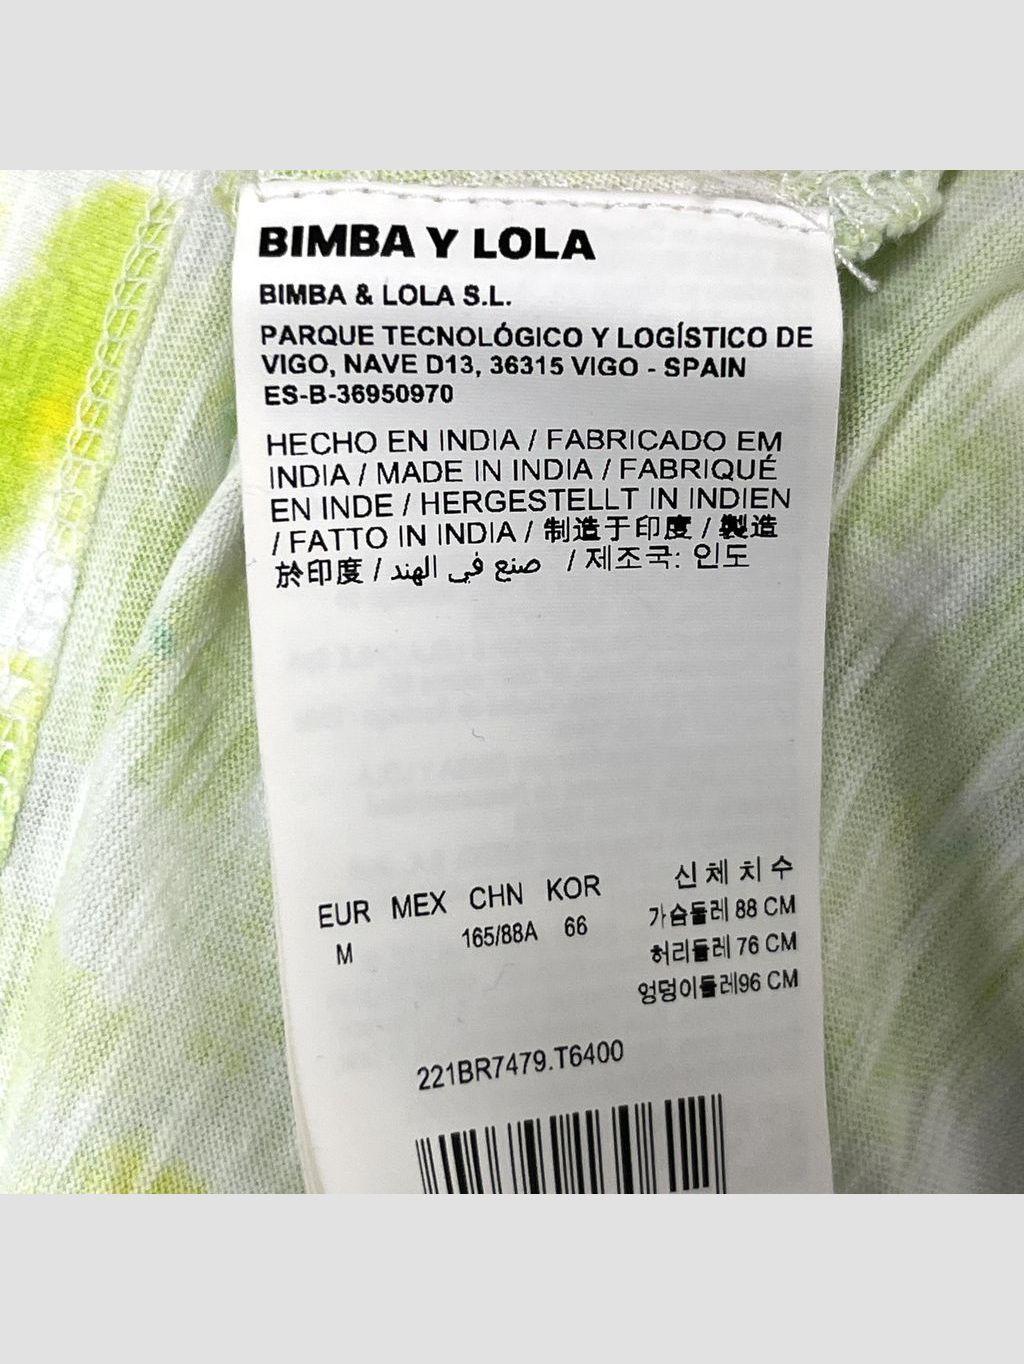 BIMBA Y LOLA
BIMBA & LOLA S.L.
PARQUE TECNOLÓGICO Y LOGÍSTICO DE
VIGO, NAVE D13, 36315 VIGO - SPAIN
ES-B-36950970
HECHO EN INDIA / FABRICADO EM
INDIA / MADE IN INDIA / FABRIQUÉ
EN INDE / HERGESTELLT IN INDIEN
/ FATTO IN INDIA / 制造于印度 / 製造
於印度 / صنع في الهند / 제조국: 인도
EUR MEX CHN KOR
M 165/88A 66
신체치수
가슴둘레 88 CM
허리둘레 76 CM
엉덩이둘레96 CM
221BR7479.T6400